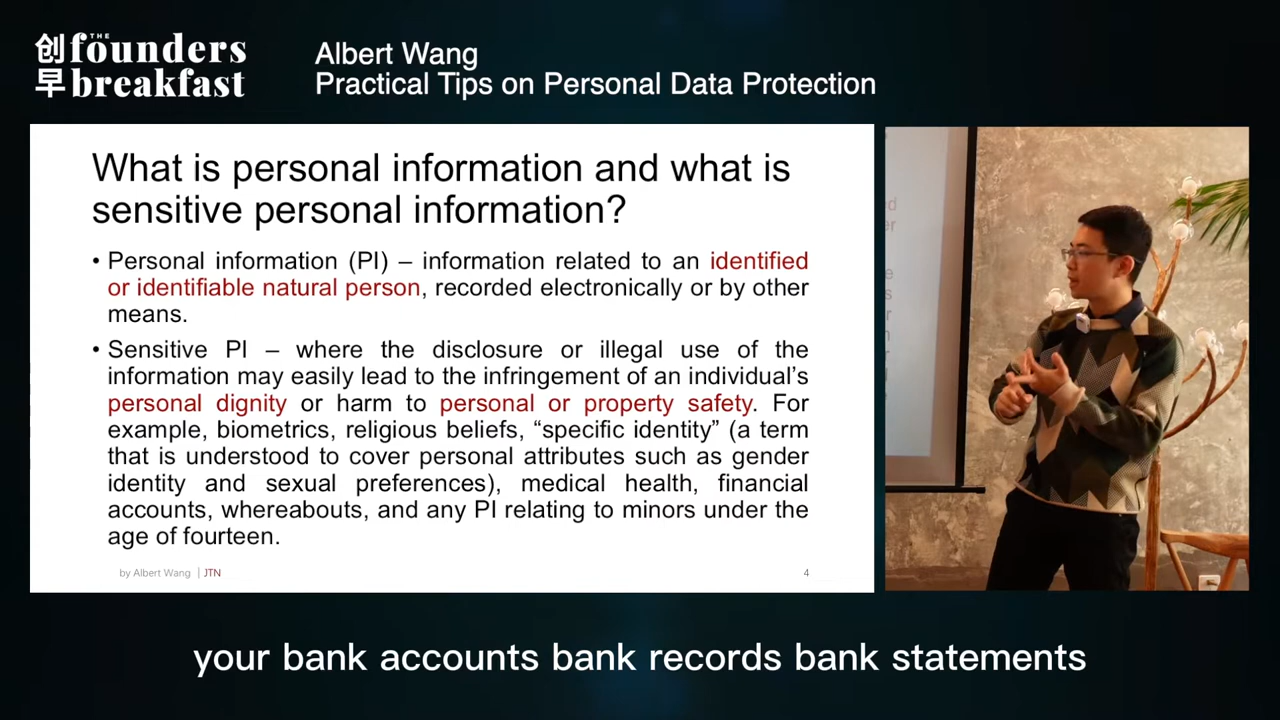 创 THE founders
早 breakfast
Albert Wang
Practical Tips on Personal Data Protection
What is personal information and what is
sensitive personal information?
• Personal information (PI) – information related to an identified
or identifiable natural person, recorded electronically or by other
means.
• Sensitive PI – where the disclosure or illegal use of the
information may easily lead to the infringement of an individual’s
personal dignity or harm to personal or property safety. For
example, biometrics, religious beliefs, “specific identity” (a term
that is understood to cover personal attributes such as gender
identity and sexual preferences), medical health, financial
accounts, whereabouts, and any PI relating to minors under the
age of fourteen.
by Albert Wang | JTN
4
your bank accounts bank records bank statements